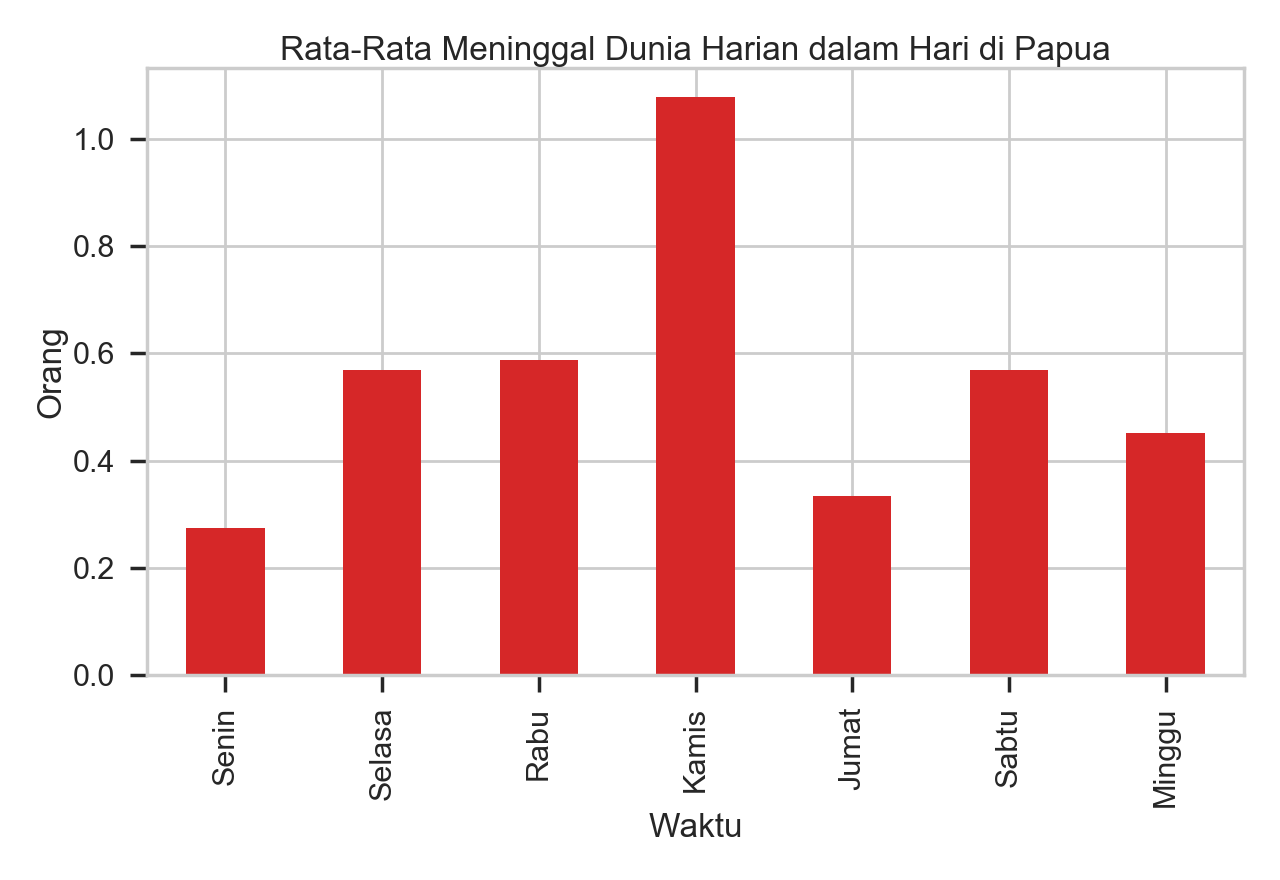 Rata-Rata Meninggal Dunia Harian dalam Hari di Papua
1.0
0.8
0.6
0.4
0.2
0.0
Orang
Senin
Selasa
Rabu
Kamis
Jumat
Sabtu
Minggu
Waktu